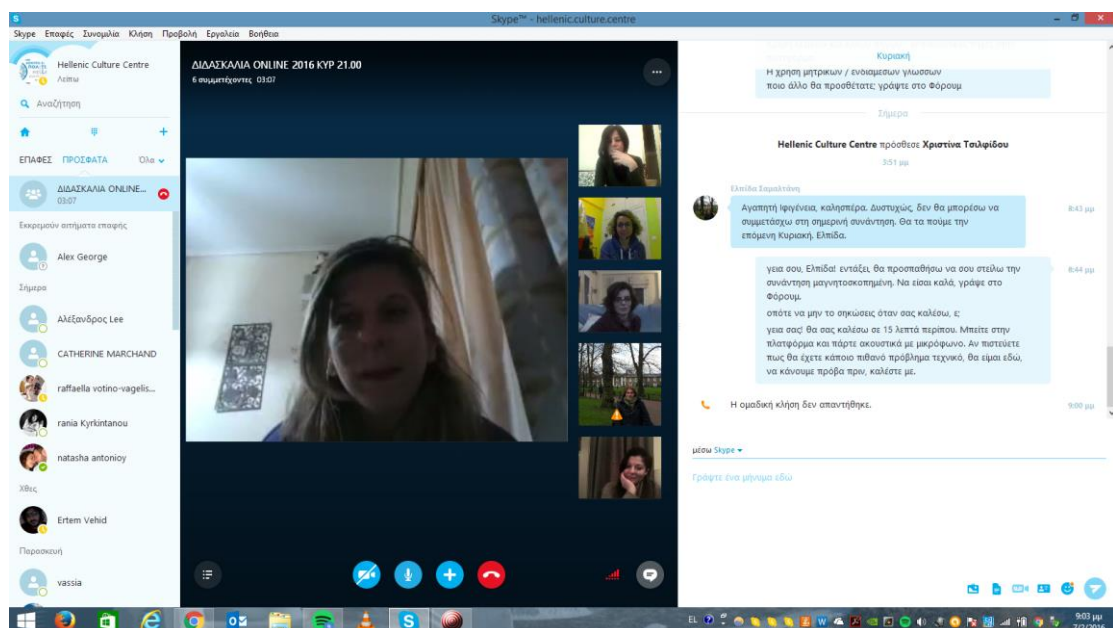 Skype™ - hellenic.culture.centre
Skype Επαφές Συνομιλία Κλήση Προβολή Εργαλεία Βοήθεια
Hellenic Culture Centre
Λείπω
Αναζήτηση
ΕΠΑΦΕΣ ΠΡΟΣΦΑΤΑ Όλα
ΔΙΔΑΣΚΑΛΙΑ ONLINE...
03:07
Εκκρεμούν αιτήματα επαφής
Alex George
Σήμερα
Αλέξανδρος Lee
CATHERINE MARCHAND
raffaella votino-vagelis...
rania Kyrkintanou
natasha antonioy
Χθες
Ertem Vehid
Παρασκευή
vassia
ΔΙΔΑΣΚΑΛΙΑ ONLINE 2016 ΚΥΡ 21.00
6 συμμετέχοντες 03:07
Κυριακή
Η χρήση μητρικών / ενδιάμεσων γλωσσών
ποιο άλλο θα προσθέτατε; γράψτε στο Φόρουμ
Σήμερα
Hellenic Culture Centre πρόσθεσε Χριστίνα Τσιλφίδου
3:51 μμ
Ελπίδα Σαμαλτάνη
Αγαπητή Ιφιγένεια, καλησπέρα. Δυστυχώς, δεν θα μπορέσω να
συμμετάσχω στη σημερινή συνάντηση. Θα τα πούμε την
επόμενη Κυριακή. Ελπίδα.
8:43 μμ
γεια σου, Ελπίδα! εντάξει, θα προσπαθήσω να σου στείλω την
συνάντηση μαγνητοσκοπημένη. Να είσαι καλά, γράψε στο
Φόρουμ.
8:44 μμ
οπότε να μην το σηκώσεις όταν σας καλέσω, ε;
γεια σας! θα σας καλέσω σε 15 λεπτά περίπου. Μπείτε στην
πλατφόρμα και πάρτε ακουστικά με μικρόφωνο. Αν πιστεύετε
πως θα έχετε κάποιο πιθανό πρόβλημα τεχνικό, θα είμαι εδώ,
να κάνουμε πρόβα πριν, καλέστε με.
Η ομαδική κλήση δεν απαντήθηκε.
9:00 μμ
μέσω Skype
Γράψτε ένα μήνυμα εδώ
EL
9:03 μμ
7/2/2016